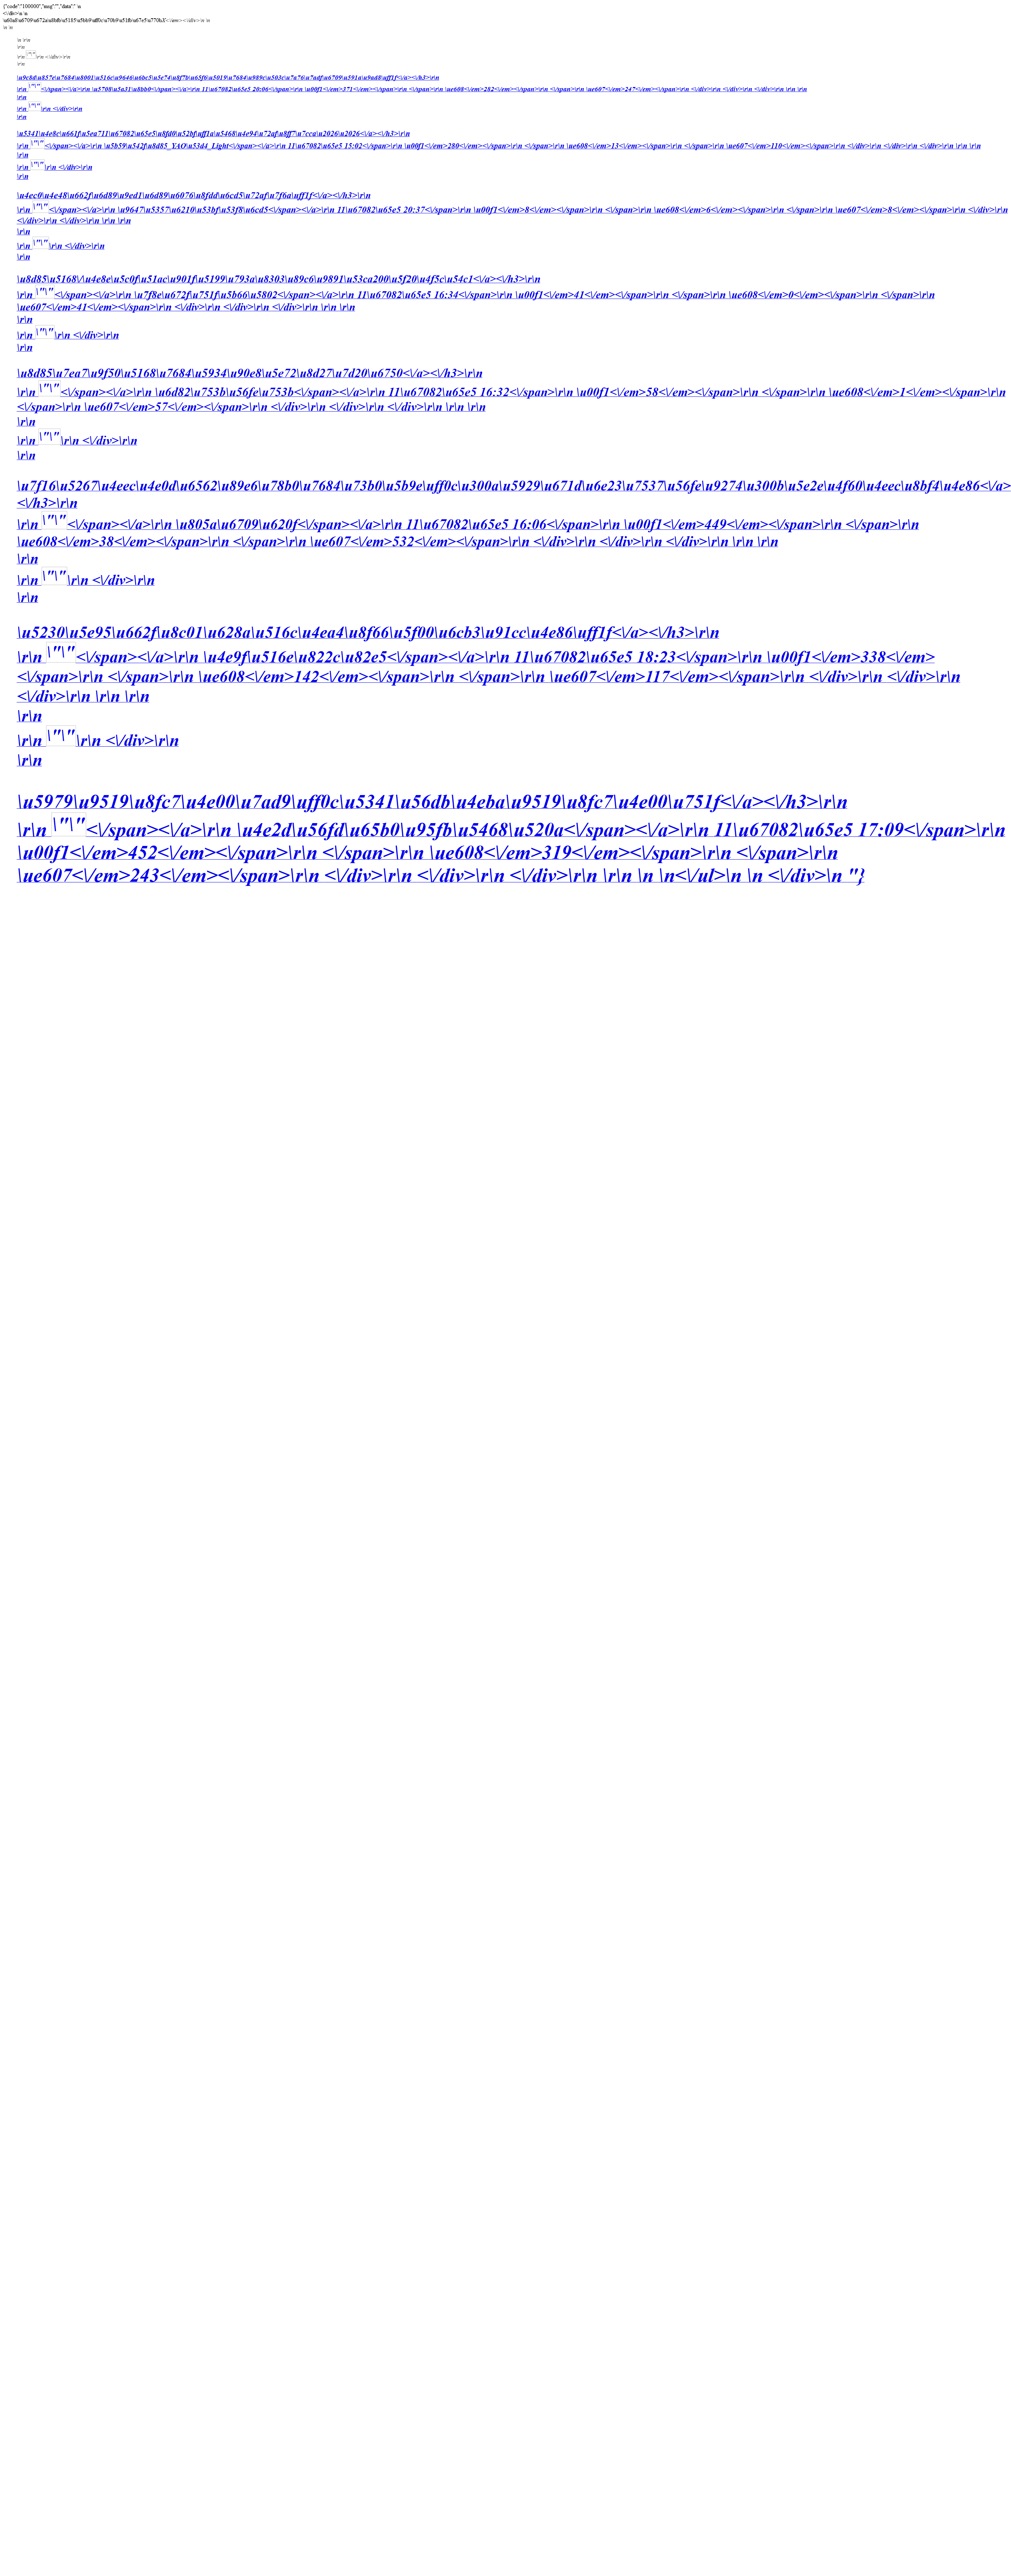 {"code":"100000","msg":"","data":" \n
<\/div>\n \n
\u60a8\u6709\u672a\u8bfb\u5185\u5bb9\uff0c\u70b9\u51fb\u67e5\u770bX<\/em><\/div>\n \n
\n \n
\n \r\n
\r\n
\r\n \"\"\r\n <\/div>\r\n
\r\n
\u9c8d\u857e\u7684\u8001\u516c\u9646\u6bc5\u5e74\u8f7b\u65f6\u5019\u7684\u989c\u503c\u7a76\u7adf\u6709\u591a\u9ad8\uff1f<\/a><\/h3>\r\n
\r\n \"\"<\/span><\/a>\r\n \u5708\u5a31\u8bb0<\/span><\/a>\r\n 11\u67082\u65e5 20:06<\/span>\r\n \u00f1<\/em>371<\/em><\/span>\r\n <\/span>\r\n \ue608<\/em>282<\/em><\/span>\r\n <\/span>\r\n \ue607<\/em>247<\/em><\/span>\r\n <\/div>\r\n <\/div>\r\n <\/div>\r\n \r\n \r\n
\r\n
\r\n \"\"\r\n <\/div>\r\n
\r\n
\u5341\u4e8c\u661f\u5ea711\u67082\u65e5\u8fd0\u52bf\uff1a\u5468\u4e94\u72af\u8ff7\u7cca\u2026\u2026<\/a><\/h3>\r\n
\r\n \"\"<\/span><\/a>\r\n \u5b59\u542f\u8d85_YAO\u53d4_Light<\/span><\/a>\r\n 11\u67082\u65e5 15:02<\/span>\r\n \u00f1<\/em>280<\/em><\/span>\r\n <\/span>\r\n \ue608<\/em>13<\/em><\/span>\r\n <\/span>\r\n \ue607<\/em>110<\/em><\/span>\r\n <\/div>\r\n <\/div>\r\n <\/div>\r\n \r\n \r\n
\r\n
\r\n \"\"\r\n <\/div>\r\n
\r\n
\u4ec0\u4e48\u662f\u6d89\u9ed1\u6d89\u6076\u8fdd\u6cd5\u72af\u7f6a\uff1f<\/a><\/h3>\r\n
\r\n \"\"<\/span><\/a>\r\n \u9647\u5357\u6210\u53bf\u53f8\u6cd5<\/span><\/a>\r\n 11\u67082\u65e5 20:37<\/span>\r\n \u00f1<\/em>8<\/em><\/span>\r\n <\/span>\r\n \ue608<\/em>6<\/em><\/span>\r\n <\/span>\r\n \ue607<\/em>8<\/em><\/span>\r\n <\/div>\r\n
<\/div>\r\n <\/div>\r\n \r\n \r\n
\r\n
\r\n \"\"\r\n <\/div>\r\n
\r\n
\u8d85\u5168\/\u4e8e\u5c0f\u51ac\u901f\u5199\u793a\u8303\u89c6\u9891\u53ca200\u5f20\u4f5c\u54c1<\/a><\/h3>\r\n
\r\n \"\"<\/span><\/a>\r\n \u7f8e\u672f\u751f\u5b66\u5802<\/span><\/a>\r\n 11\u67082\u65e5 16:34<\/span>\r\n \u00f1<\/em>41<\/em><\/span>\r\n <\/span>\r\n \ue608<\/em>0<\/em><\/span>\r\n <\/span>\r\n
\ue607<\/em>41<\/em><\/span>\r\n <\/div>\r\n <\/div>\r\n <\/div>\r\n \r\n \r\n
\r\n
\r\n \"\"\r\n <\/div>\r\n
\r\n
\u8d85\u7ea7\u9f50\u5168\u7684\u5934\u90e8\u5e72\u8d27\u7d20\u6750<\/a><\/h3>\r\n
\r\n \"\"<\/span><\/a>\r\n \u6d82\u753b\u56fe\u753b<\/span><\/a>\r\n 11\u67082\u65e5 16:32<\/span>\r\n \u00f1<\/em>58<\/em><\/span>\r\n <\/span>\r\n \ue608<\/em>1<\/em><\/span>\r\n
<\/span>\r\n \ue607<\/em>57<\/em><\/span>\r\n <\/div>\r\n <\/div>\r\n <\/div>\r\n \r\n \r\n
\r\n
\r\n \"\"\r\n <\/div>\r\n
\r\n
\u7f16\u5267\u4eec\u4e0d\u6562\u89e6\u78b0\u7684\u73b0\u5b9e\uff0c\u300a\u5929\u671d\u6e23\u7537\u56fe\u9274\u300b\u5e2e\u4f60\u4eec\u8bf4\u4e86<\/a>
<\/h3>\r\n
\r\n \"\"<\/span><\/a>\r\n \u805a\u6709\u620f<\/span><\/a>\r\n 11\u67082\u65e5 16:06<\/span>\r\n \u00f1<\/em>449<\/em><\/span>\r\n <\/span>\r\n
\ue608<\/em>38<\/em><\/span>\r\n <\/span>\r\n \ue607<\/em>532<\/em><\/span>\r\n <\/div>\r\n <\/div>\r\n <\/div>\r\n \r\n \r\n
\r\n
\r\n \"\"\r\n <\/div>\r\n
\r\n
\u5230\u5e95\u662f\u8c01\u628a\u516c\u4ea4\u8f66\u5f00\u6cb3\u91cc\u4e86\uff1f<\/a><\/h3>\r\n
\r\n \"\"<\/span><\/a>\r\n \u4e9f\u516e\u822c\u82e5<\/span><\/a>\r\n 11\u67082\u65e5 18:23<\/span>\r\n \u00f1<\/em>338<\/em>
<\/span>\r\n <\/span>\r\n \ue608<\/em>142<\/em><\/span>\r\n <\/span>\r\n \ue607<\/em>117<\/em><\/span>\r\n <\/div>\r\n <\/div>\r\n
<\/div>\r\n \r\n \r\n
\r\n
\r\n \"\"\r\n <\/div>\r\n
\r\n
\u5979\u9519\u8fc7\u4e00\u7ad9\uff0c\u5341\u56db\u4eba\u9519\u8fc7\u4e00\u751f<\/a><\/h3>\r\n
\r\n \"\"<\/span><\/a>\r\n \u4e2d\u56fd\u65b0\u95fb\u5468\u520a<\/span><\/a>\r\n 11\u67082\u65e5 17:09<\/span>\r\n
\u00f1<\/em>452<\/em><\/span>\r\n <\/span>\r\n \ue608<\/em>319<\/em><\/span>\r\n <\/span>\r\n
\ue607<\/em>243<\/em><\/span>\r\n <\/div>\r\n <\/div>\r\n <\/div>\r\n \r\n \n \n<\/ul>\n \n <\/div>\n "}